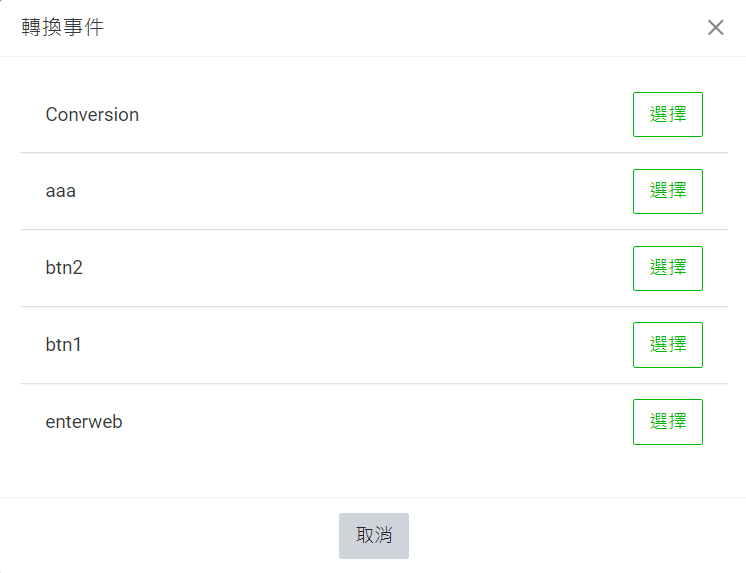 轉換事件
Conversion 選擇
aaa 選擇
btn2 選擇
btn1 選擇
enterweb 選擇
取消